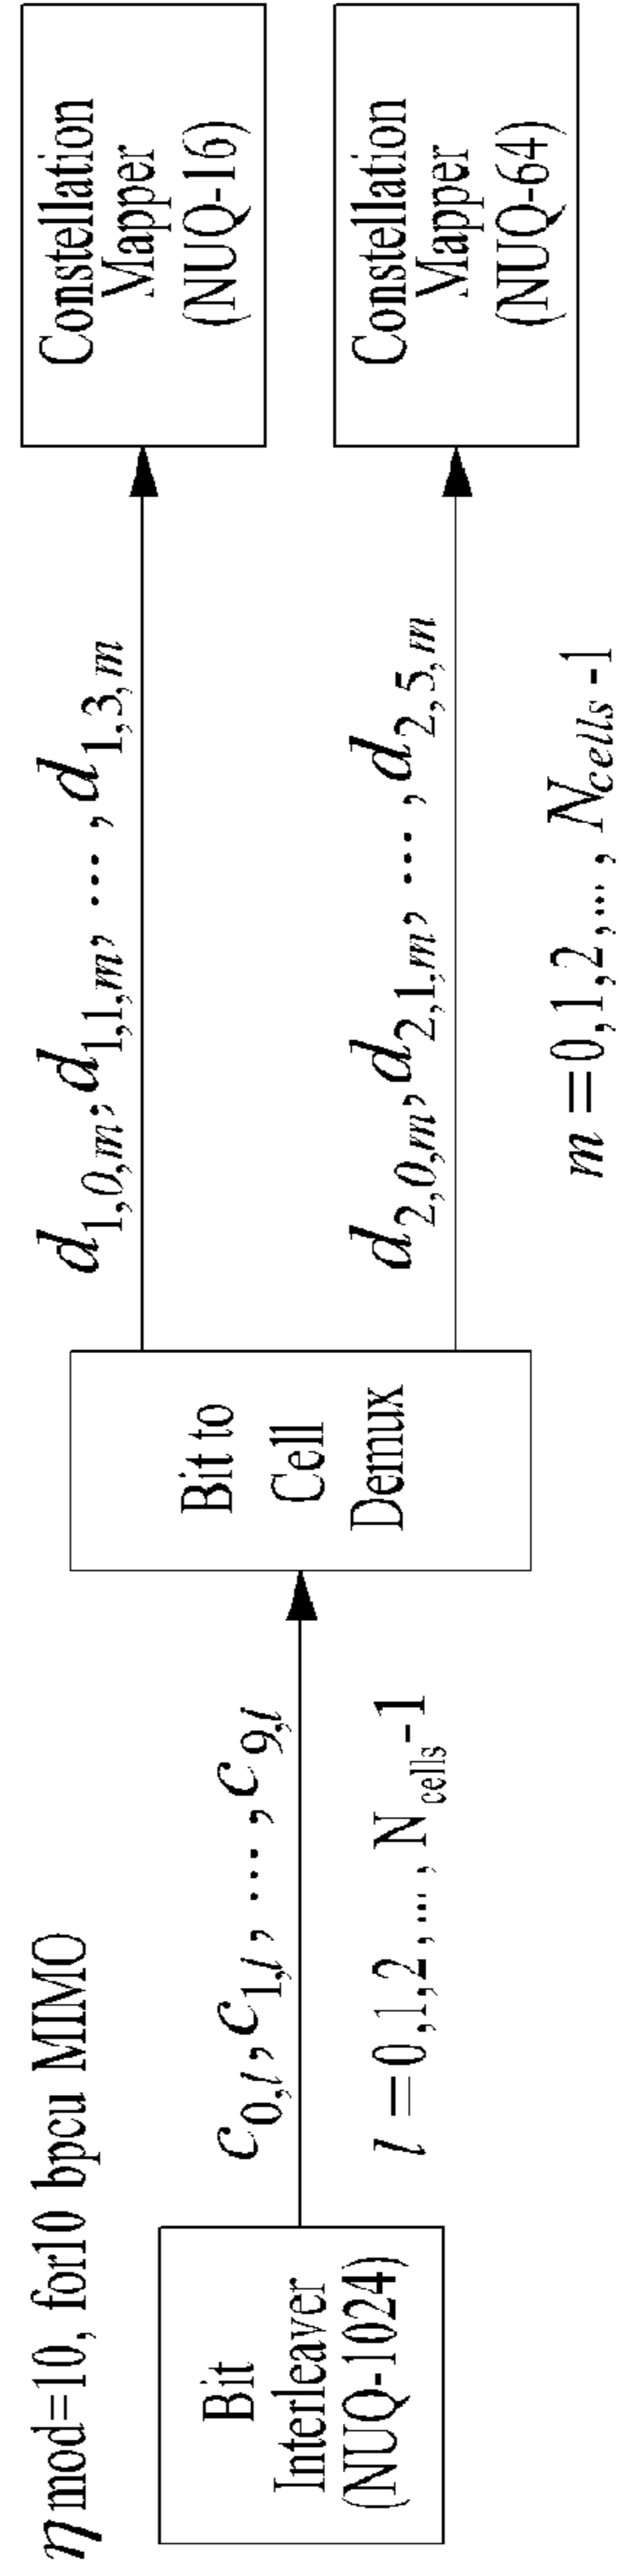 η mod=10, for10 bpcu MIMO
Bit
Interleaver
(NUQ-1024)
c0,l, c1,l, ..., c9,l
l =0,1,2 ,..., Ncells-1
Bit to
Cell
Demux
d1,0,m, d1,1,m, ..., d1,3,m
d2,0,m, d2,1,m, ..., d2,5,m
m =0,1,2 ,..., Ncells -1
Constellation
Mapper
(NUQ-16)
Constellation
Mapper
(NUQ-64)